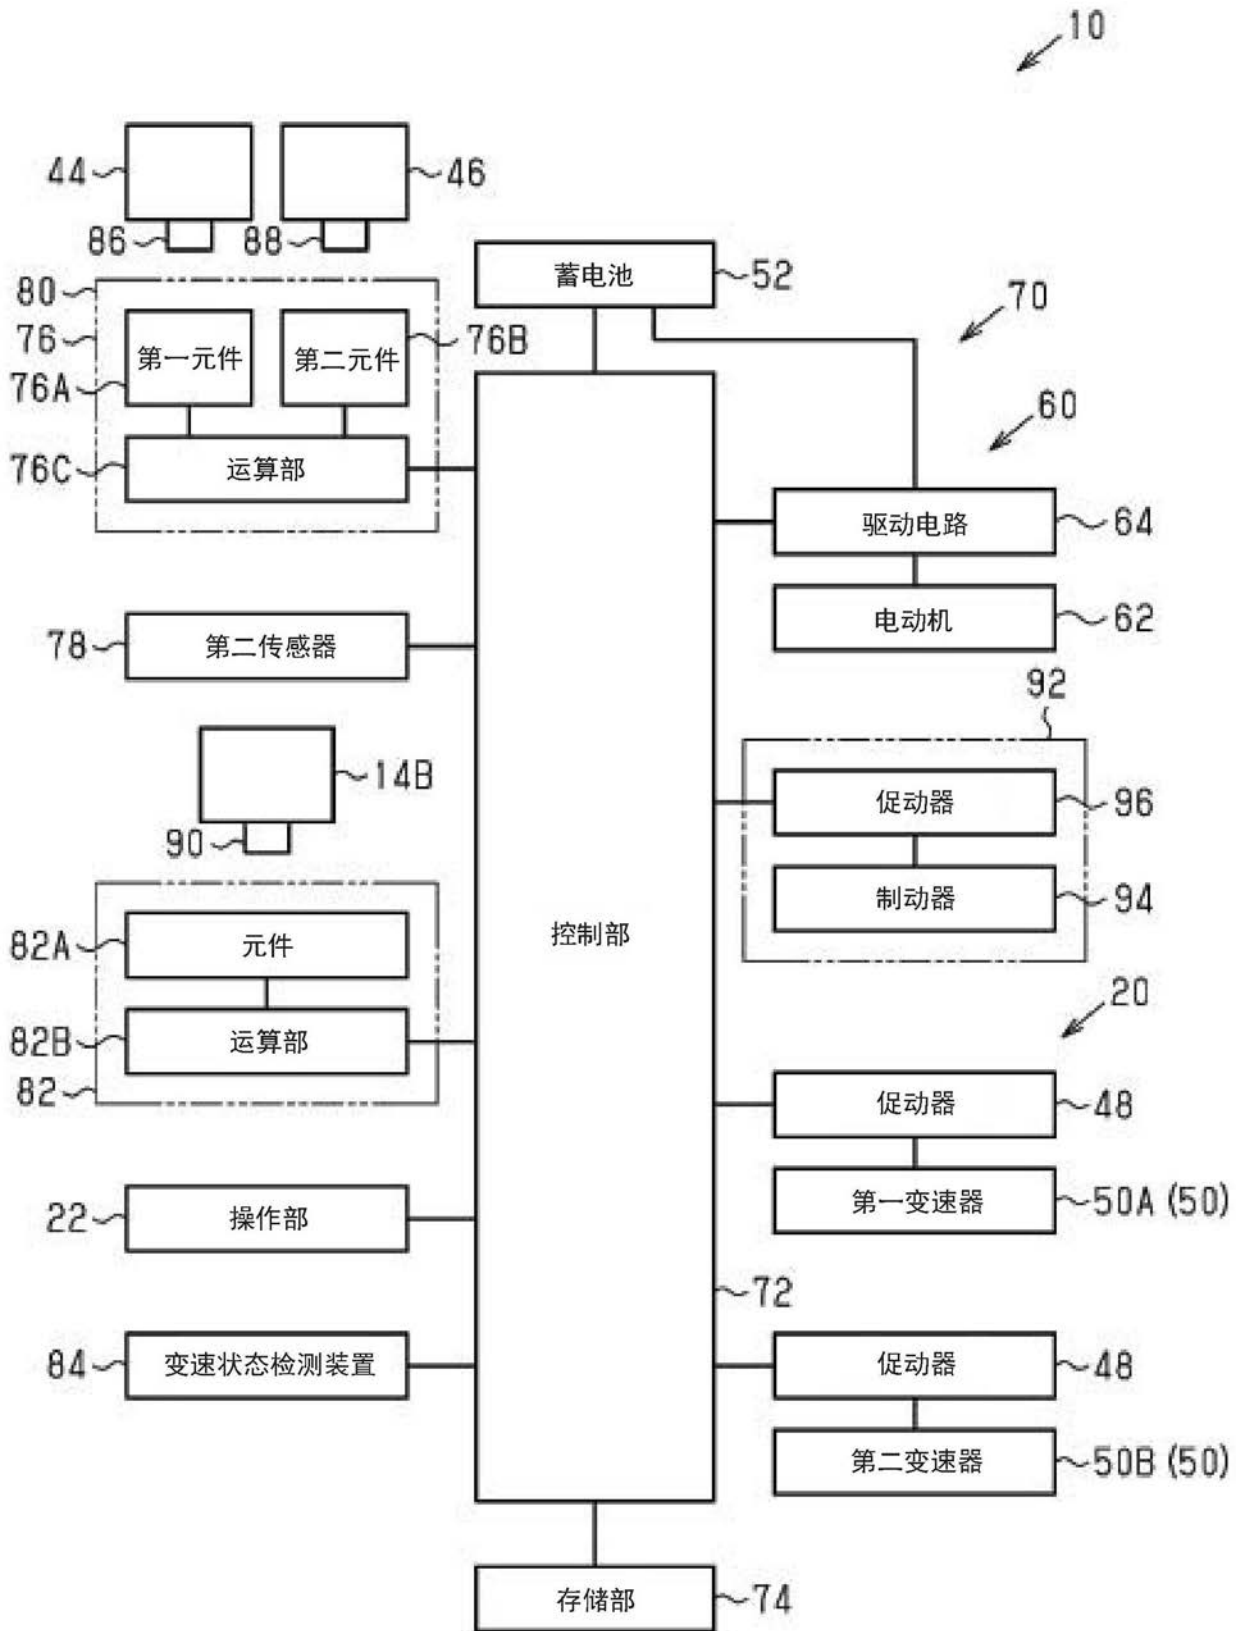 10
44
46
86
88
蓄电池
52
80
70
76
第一元件
第二元件
76B
76A
60
76C
运算部
驱动电路
64
电动机
62
78
第二传感器
92
14B
促动器
96
90
制动器
94
控制部
82A
元件
20
82B
运算部
82
促动器
48
22
操作部
第一变速器
50A (50)
72
84
变速状态检测装置
促动器
48
第二变速器
50B (50)
存储部
74